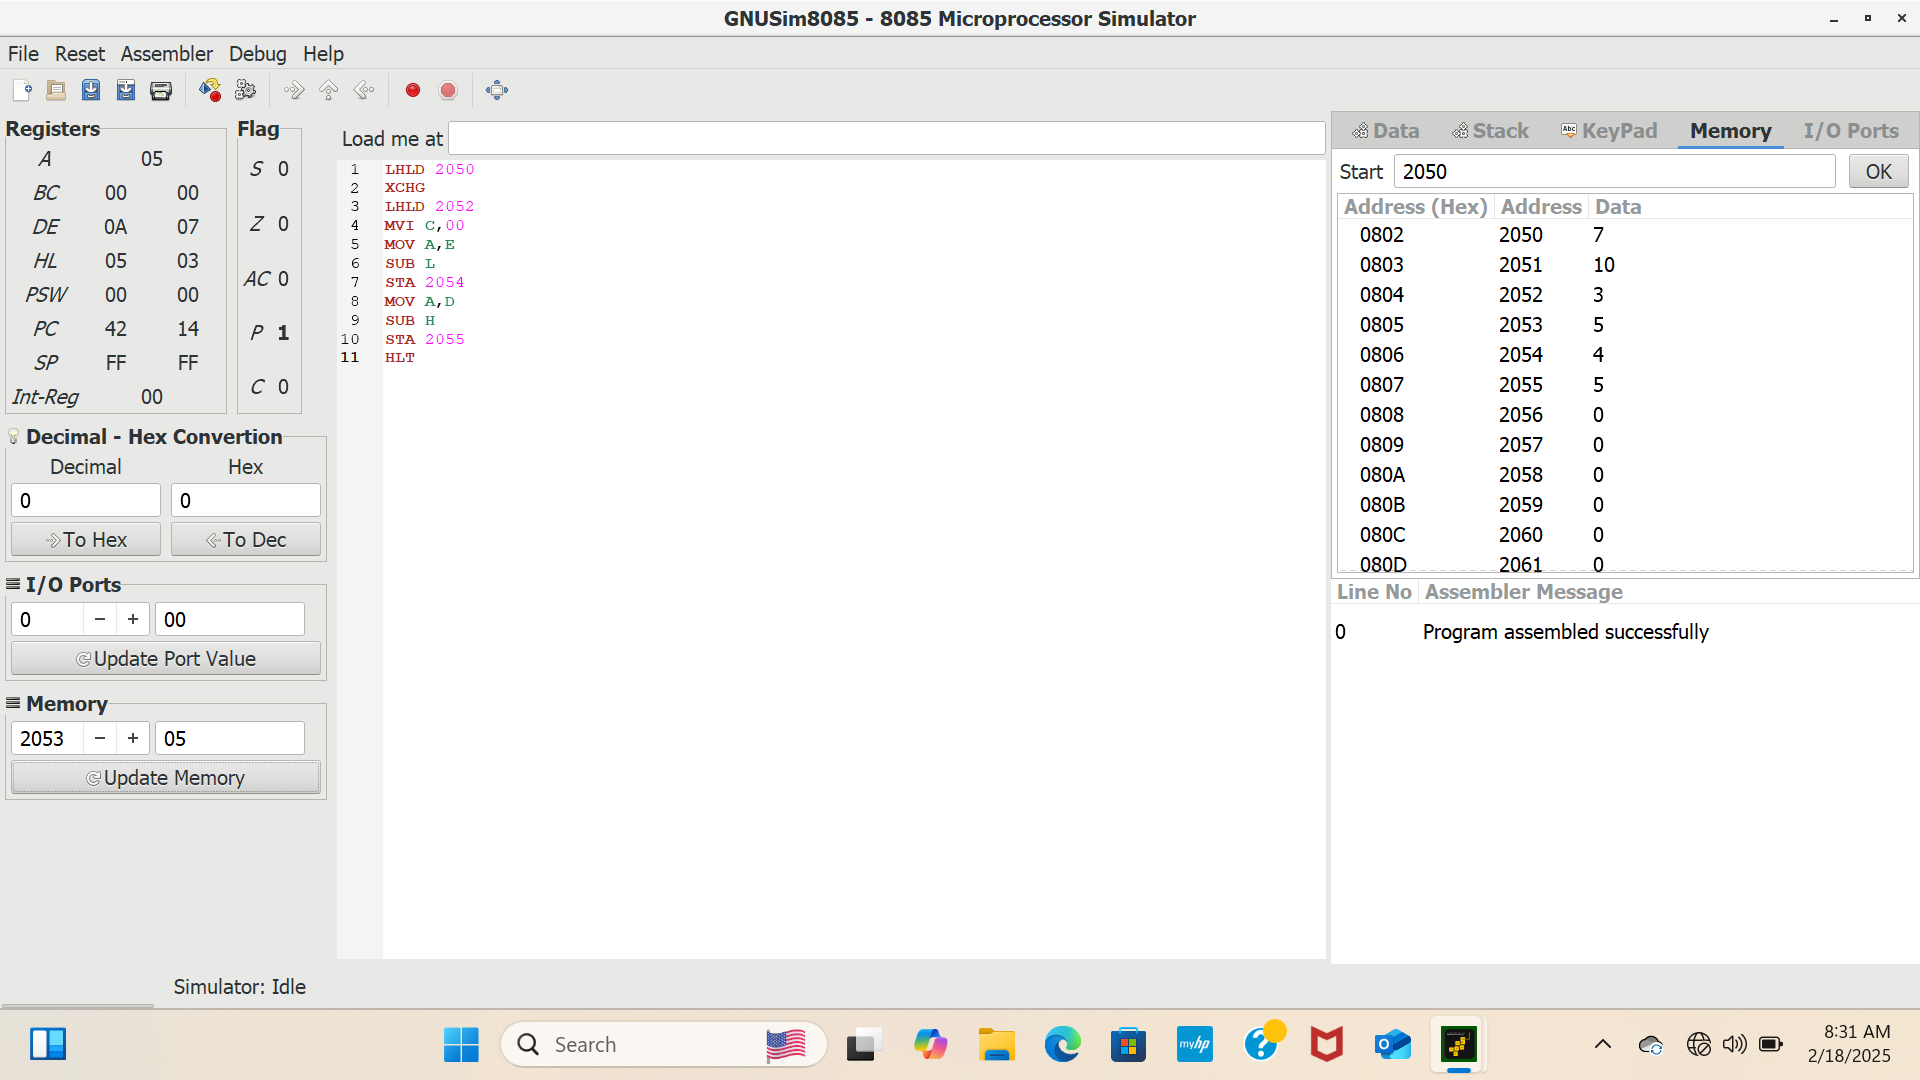 GNUSim8085 - 8085 Microprocessor Simulator
File Reset Assembler Debug Help
Registers
A 05
BC 00 00
DE 0A 07
HL 05 03
PSW 00 00
PC 42 14
SP FF FF
Int-Reg 00
Flag
S 0
Z 0
AC 0
P 1
C 0
Decimal - Hex Convertion
Decimal Hex
0 0
To Hex To Dec
I/O Ports
0 − + 00
Update Port Value
Memory
2053 − + 05
Update Memory
Load me at
1 LHLD 2050
2 XCHG
3 LHLD 2052
4 MVI C,00
5 MOV A,E
6 SUB L
7 STA 2054
8 MOV A,D
9 SUB H
10 STA 2055
11 HLT
Data Stack Abc KeyPad Memory I/O Ports
Start 2050 OK
Address (Hex) Address Data
0802 2050 7
0803 2051 10
0804 2052 3
0805 2053 5
0806 2054 4
0807 2055 5
0808 2056 0
0809 2057 0
080A 2058 0
080B 2059 0
080C 2060 0
080D 2061 0
Line No Assembler Message
0 Program assembled successfully
Simulator: Idle
Search
myhp
8:31 AM
2/18/2025